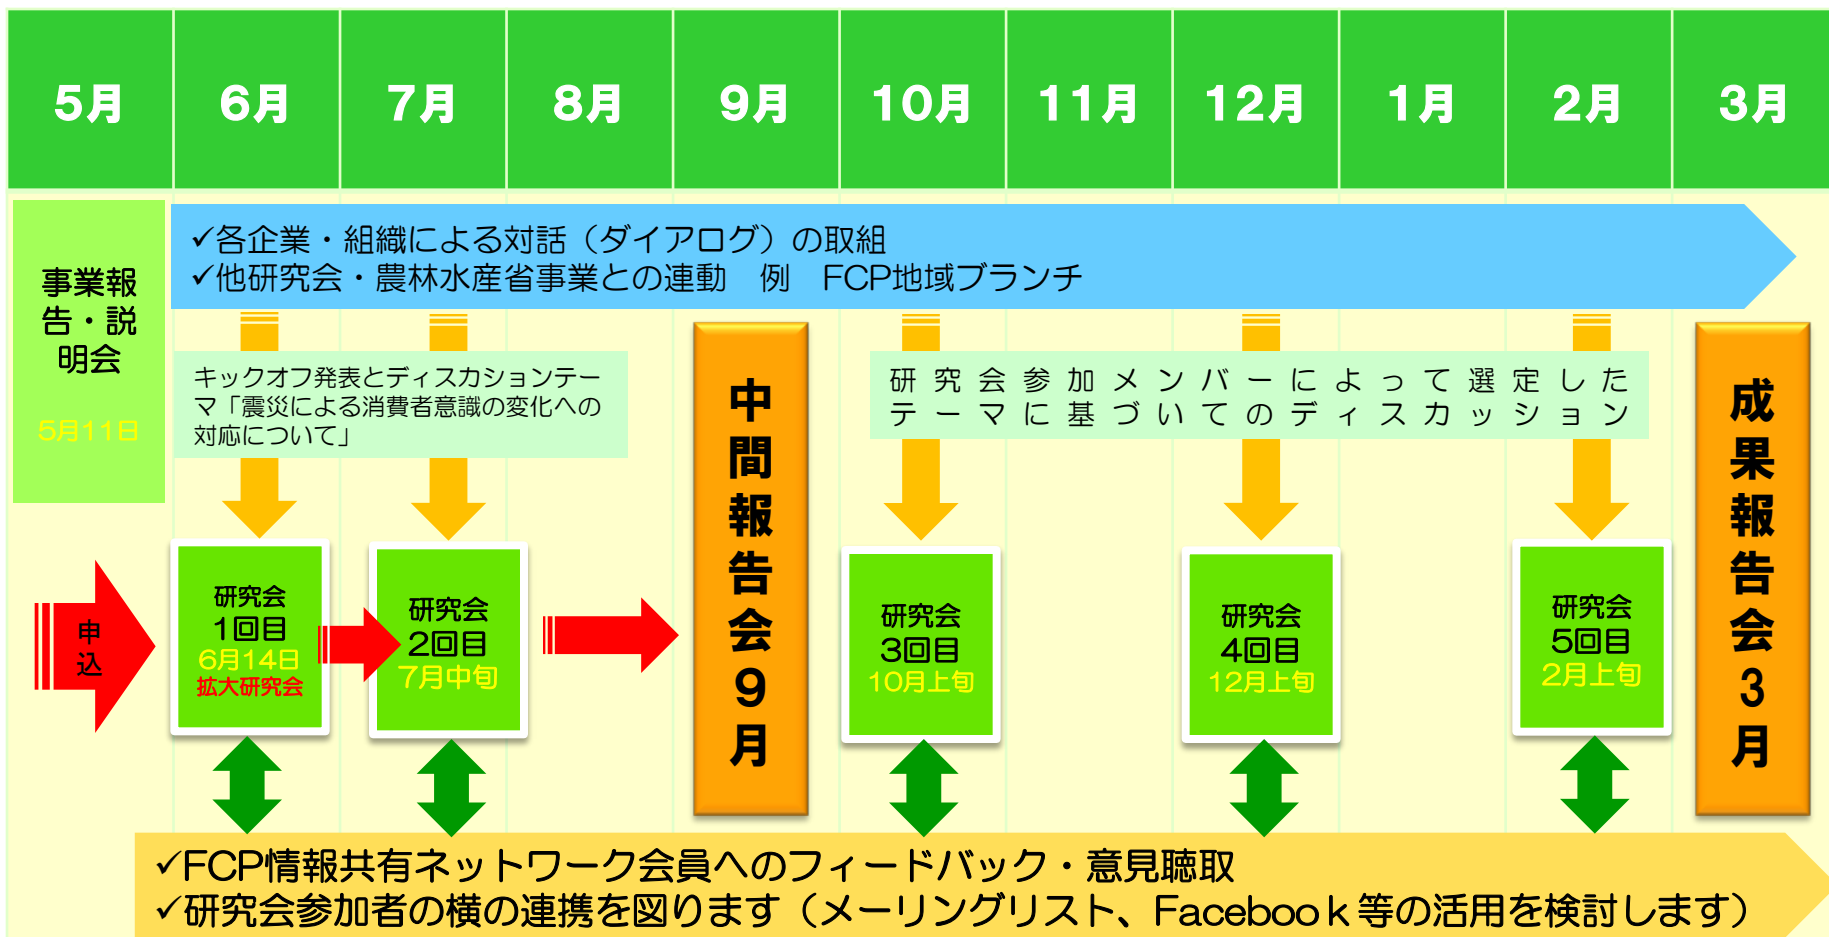 5月 6月 7月 8月 9月 10月 11月 12月 1月 2月 3月
事業報
告・説
明会
5月11日
✓各企業・組織による対話（ダイアログ）の取組
✓他研究会・農林水産省事業との連動　例　FCP地域ブランチ
キックオフ発表とディスカションテー
マ「震災による消費者意識の変化への
対応について」
中間報告会9月
研究会参加メンバーによって選定した
テーマに基づいてのディスカッション
成果報告会3月
申
込
研究会
1回目
6月14日
拡大研究会
研究会
2回目
7月中旬
研究会
3回目
10月上旬
研究会
4回目
12月上旬
研究会
5回目
2月上旬
✓FCP情報共有ネットワーク会員へのフィードバック・意見聴取
✓研究会参加者の横の連携を図ります（メーリングリスト、Facebooｋ等の活用を検討します）